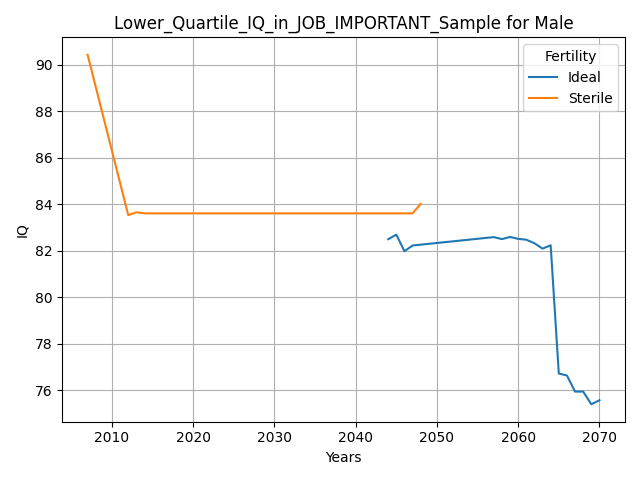 Lower_Quartile_IQ_in_JOB_IMPORTANT_Sample for Male
Fertility
Ideal
Sterile
90
88
86
84
82
80
78
76
IQ
2010 2020 2030 2040 2050 2060 2070
Years